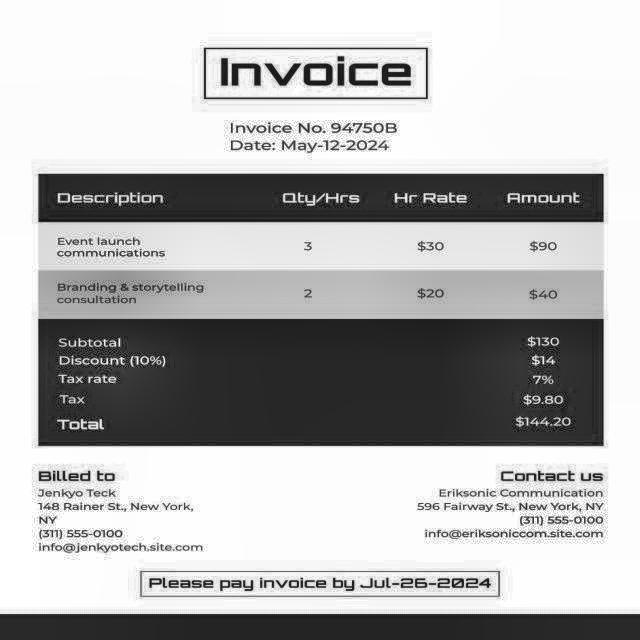 Invoice
Invoice No. 94750B
Date: May-12-2024
Description Qty/Hrs Hr Rate Amount
Event launch
communications 3 $30 $90
Branding & storytelling
consultation 2 $20 $40
Subtotal $130
Discount (10%) $14
Tax rate 7%
Tax $9.80
Total $144.20
Billed to
Jenkyo Teck
148 Rainer St., New York,
NY
(311) 555-0100
info@jenkyotech.site.com
Contact us
Eriksonic Communication
596 Fairway St., New York, NY
(311) 555-0100
info@eriksoniccom.site.com
Please pay invoice by Jul-26-2024